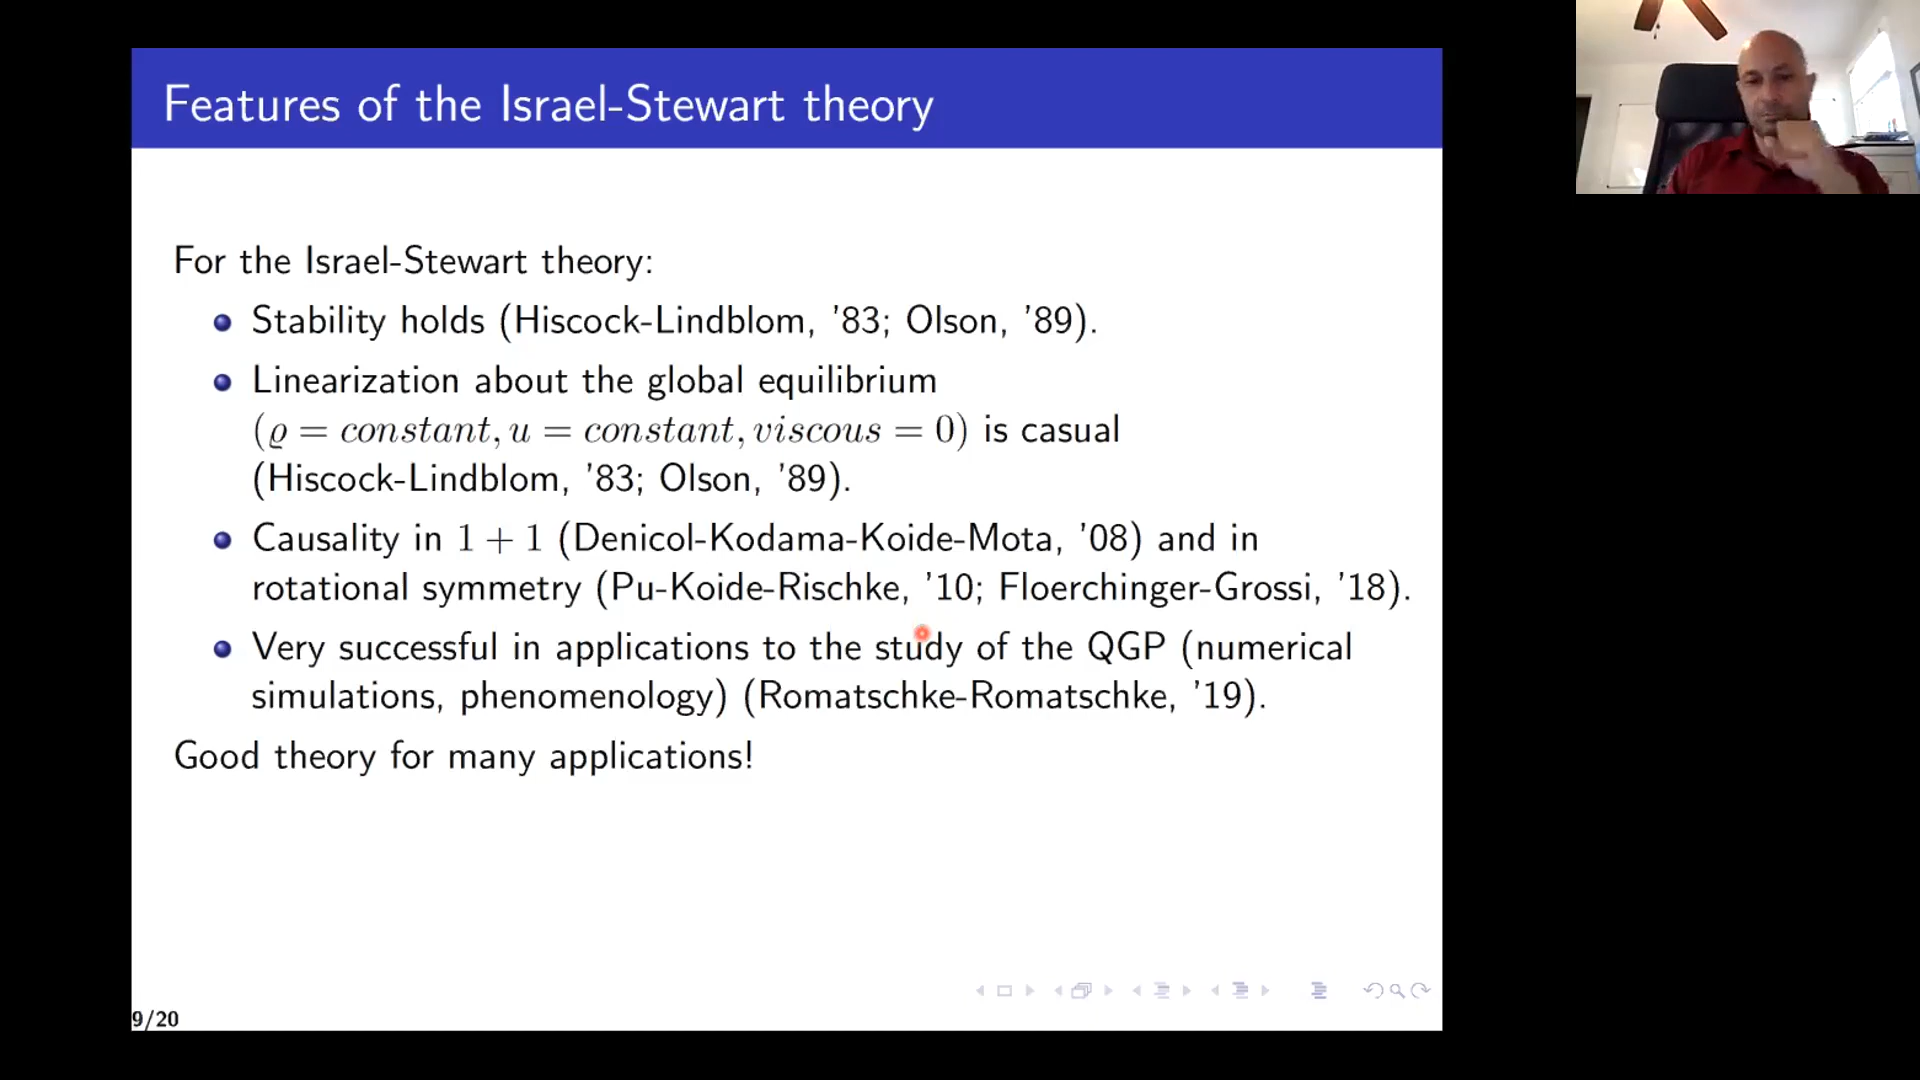 Features of the Israel-Stewart theory
For the Israel-Stewart theory:
Stability holds (Hiscock-Lindblom, ’83; Olson, ’89).
Linearization about the global equilibrium
(ϱ = constant, u = constant, viscous = 0) is casual
(Hiscock-Lindblom, ’83; Olson, ’89).
Causality in 1 + 1 (Denicol-Kodama-Koide-Mota, ’08) and in
rotational symmetry (Pu-Koide-Rischke, ’10; Floerchinger-Grossi, ’18).
Very successful in applications to the study of the QGP (numerical
simulations, phenomenology) (Romatschke-Romatschke, ’19).
Good theory for many applications!
9/20